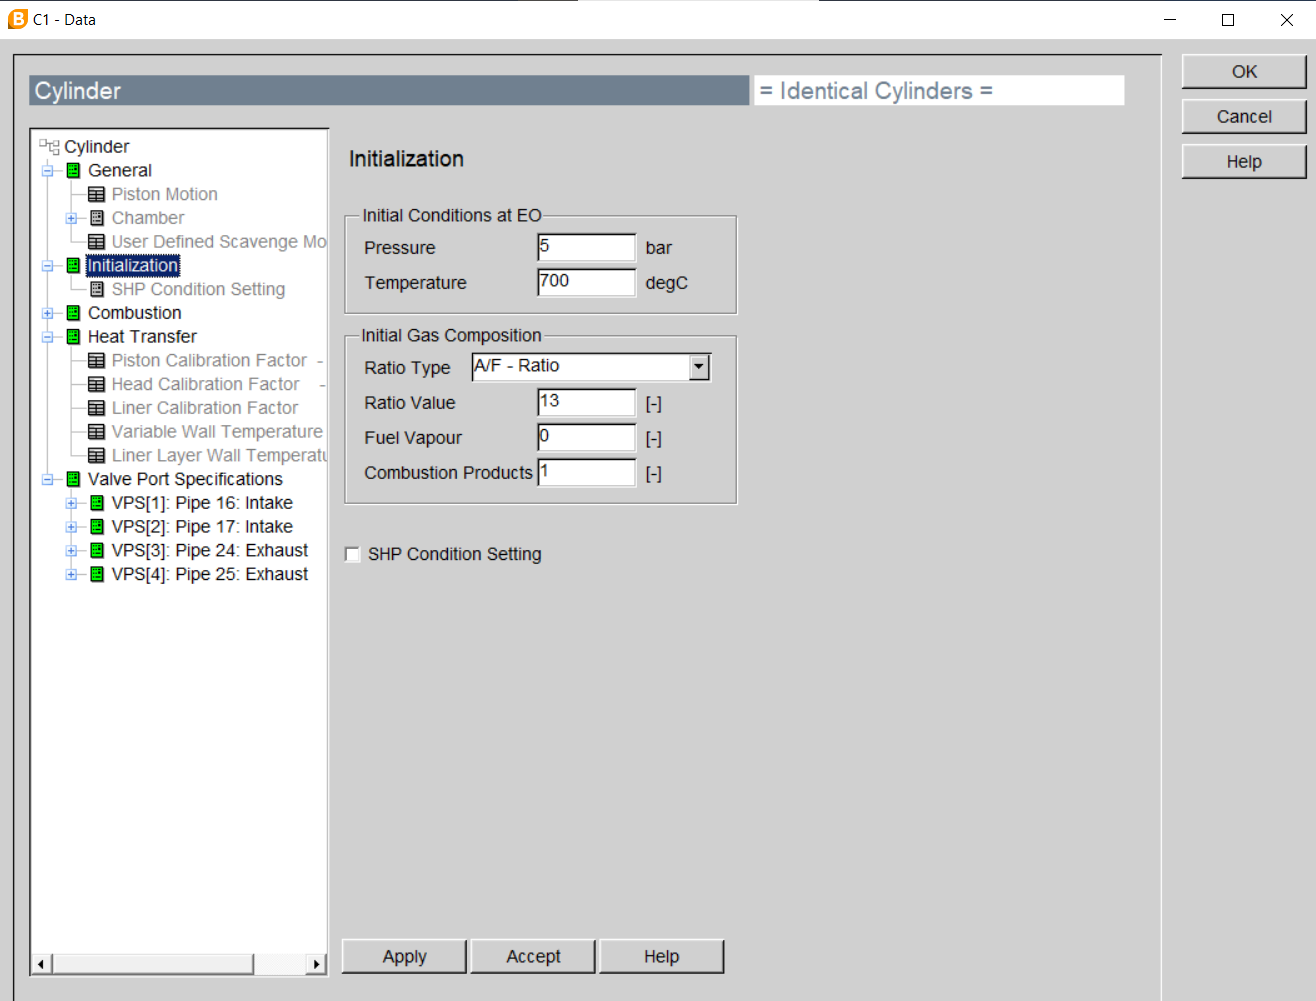 C1 - Data
Cylinder
= Identical Cylinders =
OK
Cancel
Help
Cylinder
General
Piston Motion
Chamber
User Defined Scavenge Mo
Initialization
SHP Condition Setting
Combustion
Heat Transfer
Piston Calibration Factor -
Head Calibration Factor -
Liner Calibration Factor
Variable Wall Temperature
Liner Layer Wall Temperatu
Valve Port Specifications
VPS[1]: Pipe 16: Intake
VPS[2]: Pipe 17: Intake
VPS[3]: Pipe 24: Exhaust
VPS[4]: Pipe 25: Exhaust
Initialization
Initial Conditions at EO
Pressure 5 bar
Temperature 700 degC
Initial Gas Composition
Ratio Type A/F - Ratio
Ratio Value 13 [-]
Fuel Vapour 0 [-]
Combustion Products 1 [-]
SHP Condition Setting
Apply
Accept
Help